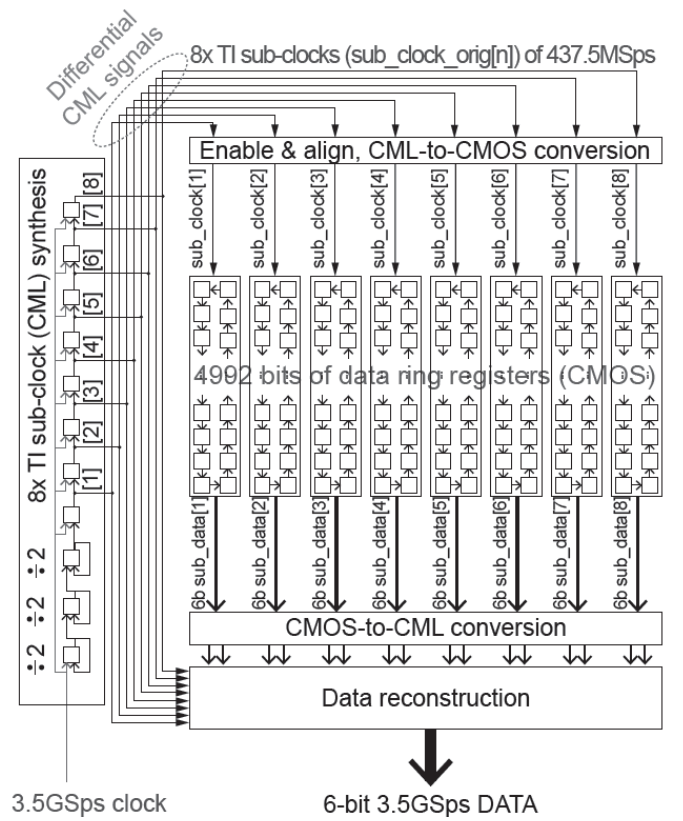 Differential
CML signals
8x TI sub-clocks (sub_clock_orig[n]) of 437.5MSps
Enable & align, CML-to-CMOS conversion
sub_clock[1]
sub_clock[2]
sub_clock[3]
sub_clock[4]
sub_clock[5]
sub_clock[6]
sub_clock[7]
sub_clock[8]
8x TI sub-clock (CML) synthesis
[8]
[7]
[6]
[5]
[4]
[3]
[2]
[1]
÷2
÷2
÷2
4992 bits of data ring registers (CMOS)
6b sub_data[1]
6b sub_data[2]
6b sub_data[3]
6b sub_data[4]
6b sub_data[5]
6b sub_data[6]
6b sub_data[7]
6b sub_data[8]
CMOS-to-CML conversion
Data reconstruction
3.5GSps clock
6-bit 3.5GSps DATA